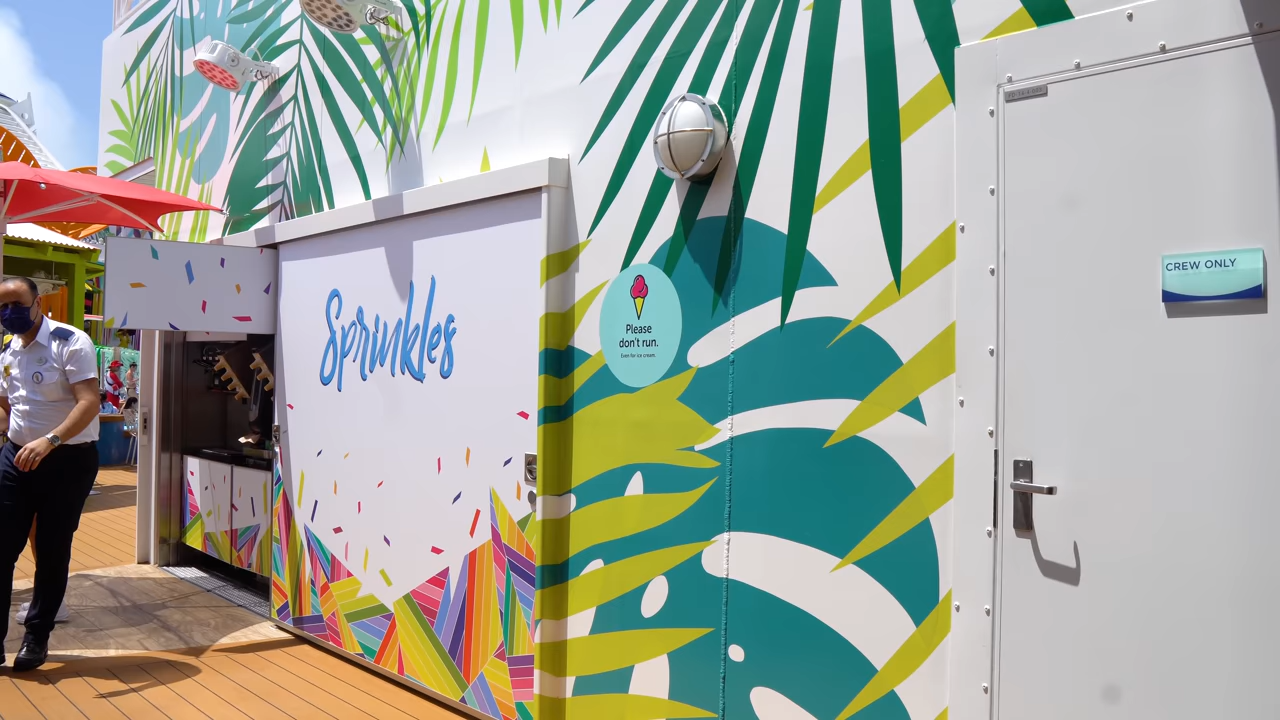 Sprinkles
Please
don't run.
Even for ice cream.
CREW ONLY